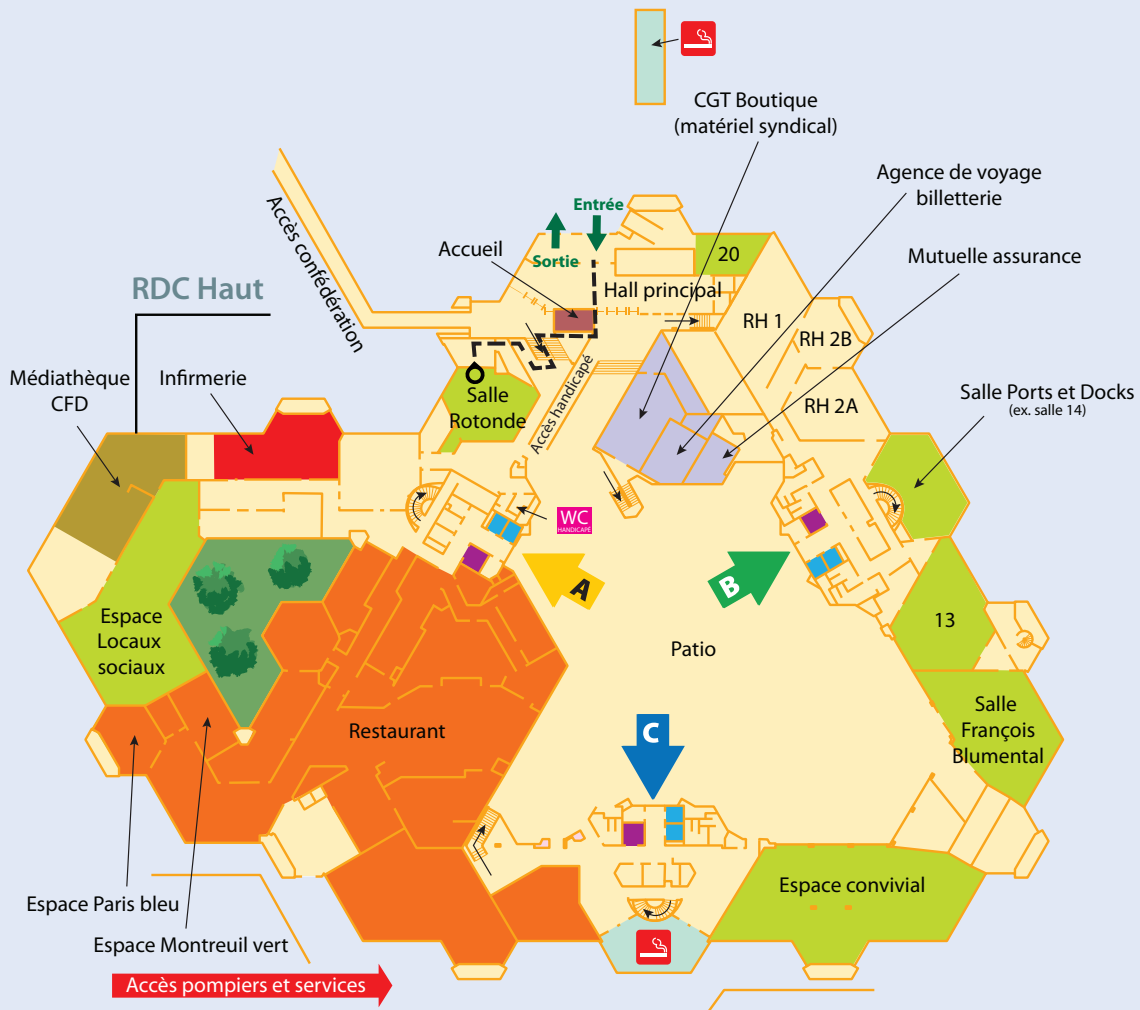 CGT Boutique
(matériel syndical)
Agence de voyage
billetterie
Accès confédération
Entrée
Sortie
Accueil
20
Mutuelle assurance
RDC Haut
Hall principal
RH 1
RH 2B
Médiathèque
CFD
Infirmerie
Salle
Rotonde
Accès handicapé
RH 2A
Salle Ports et Docks
(ex. salle 14)
WC
HANDICAPÉ
A
B
Espace
Locaux
sociaux
13
Patio
Restaurant
C
Salle
François
Blumental
Espace convivial
Espace Paris bleu
Espace Montreuil vert
Accès pompiers et services